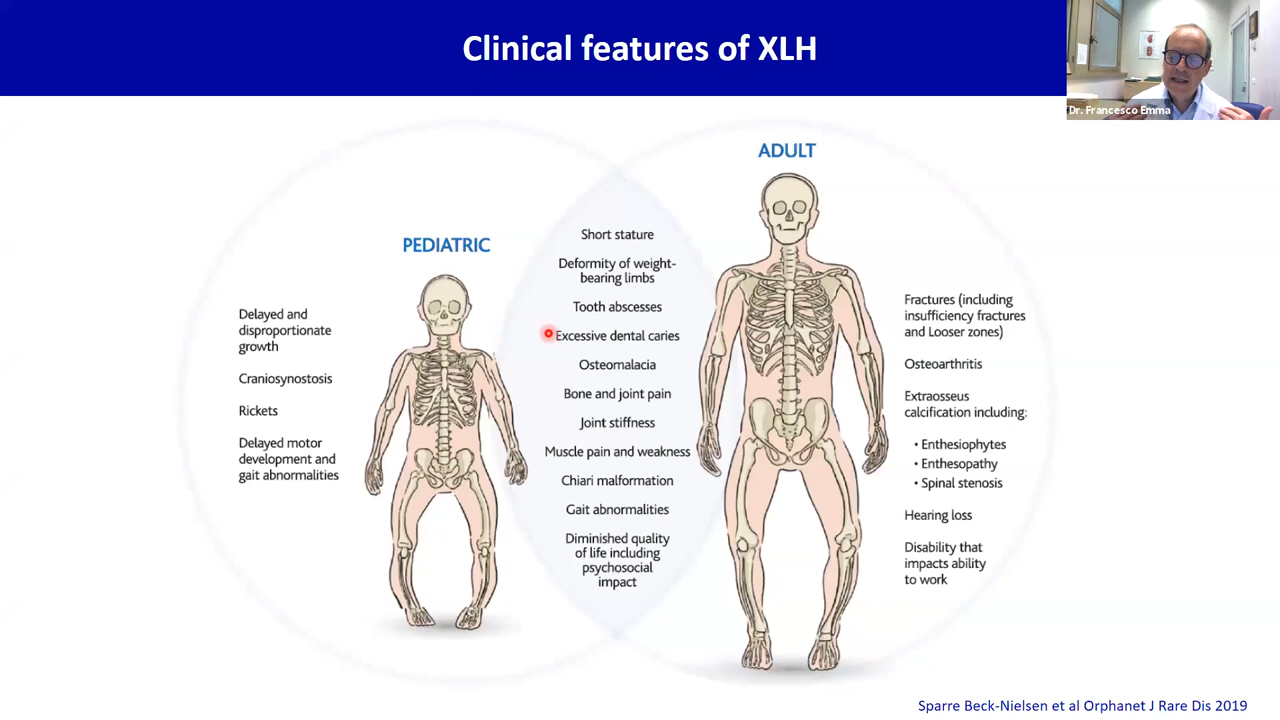 Clinical features of XLH
Dr. Francesco Emma
PEDIATRIC
Delayed and
disproportionate
growth
Craniosynostosis
Rickets
Delayed motor
development and
gait abnormalities
Short stature
Deformity of weight-
bearing limbs
Tooth abscesses
Excessive dental caries
Osteomalacia
Bone and joint pain
Joint stiffness
Muscle pain and weakness
Chiari malformation
Gait abnormalities
Diminished quality
of life including
psychosocial
impact
ADULT
Fractures (including
insufficiency fractures
and Looser zones)
Osteoarthritis
Extraosseus
calcification including:
• Enthesiophytes
• Enthesopathy
• Spinal stenosis
Hearing loss
Disability that
impacts ability
to work
Sparre Beck-Nielsen et al Orphanet J Rare Dis 2019